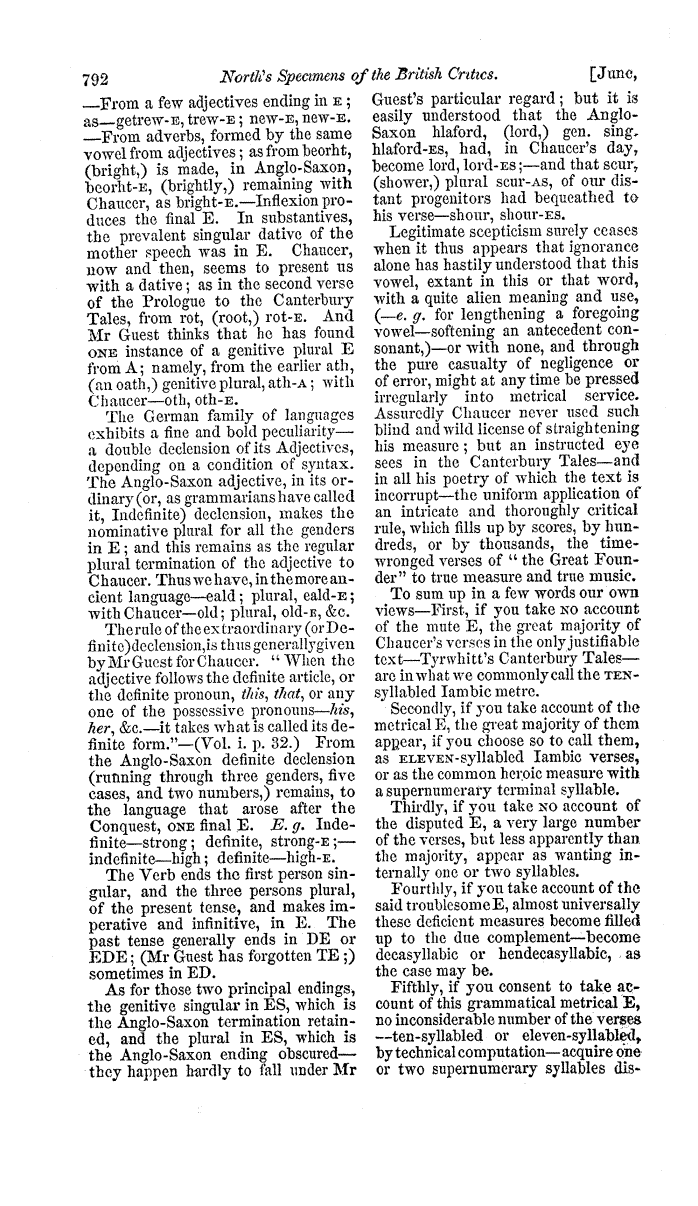 792 North's Specimens of the British Critics. [June,
—From a few adjectives ending in E ;
as—getrew-E, trew-E ; new-E, new-E.
—From adverbs, formed by the same
vowel from adjectives ; as from beorht,
(bright,) is made, in Anglo-Saxon,
beorht-E, (brightly,) remaining with
Chaucer, as bright-E.—Inflexion pro-
duces the final E. In substantives,
the prevalent singular dative of the
mother speech was in E. Chaucer,
now and then, seems to present us
with a dative ; as in the second verse
of the Prologue to the Canterbury
Tales, from rot, (root,) rot-E. And
Mr Guest thinks that he has found
ONE instance of a genitive plural E
from A; namely, from the earlier ath,
(an oath,) genitive plural, ath-A ; with
Chaucer—oth, oth-E.
The German family of languages
exhibits a fine and bold peculiarity—
a double declension of its Adjectives,
depending on a condition of syntax.
The Anglo-Saxon adjective, in its or-
dinary (or, as grammarians have called
it, Indefinite) declension, makes the
nominative plural for all the genders
in E ; and this remains as the regular
plural termination of the adjective to
Chaucer. Thus we have, in the more an-
cient language—eald ; plural, eald-E ;
with Chaucer—old ; plural, old-E, &c.
The rule of the extraordinary (or De-
finite) declension, is thus generally given
by Mr Guest for Chaucer. " When the
adjective follows the definite article, or
the definite pronoun, this, that, or any
one of the possessive pronouns—his,
her, &c.—it takes what is called its de-
finite form."—(Vol. i. p. 32.) From
the Anglo-Saxon definite declension
(running through three genders, five
cases, and two numbers,) remains, to
the language that arose after the
Conquest, ONE final E. E. g. Inde-
finite—strong ; definite, strong-E ;—
indefinite—high ; definite—high-E.
The Verb ends the first person sin-
gular, and the three persons plural,
of the present tense, and makes im-
perative and infinitive, in E. The
past tense generally ends in DE or
EDE ; (Mr Guest has forgotten TE ;)
sometimes in ED.
As for those two principal endings,
the genitive singular in ES, which is
the Anglo-Saxon termination retain-
ed, and the plural in ES, which is
the Anglo-Saxon ending obscured—
they happen hardly to fall under Mr
Guest's particular regard ; but it is
easily understood that the Anglo-
Saxon hlaford, (lord,) gen. sing.
hlaford-ES, had, in Chaucer's day,
become lord, lord-ES ;—and that scur,
(shower,) plural scur-AS, of our dis-
tant progenitors had bequeathed to
his verse—shour, shour-ES.
Legitimate scepticism surely ceases
when it thus appears that ignorance
alone has hastily understood that this
vowel, extant in this or that word,
with a quite alien meaning and use,
(—e. g. for lengthening a foregoing
vowel—softening an antecedent con-
sonant,)—or with none, and through
the pure casualty of negligence or
of error, might at any time be pressed
irregularly into metrical service.
Assuredly Chaucer never used such
blind and wild license of straightening
his measure ; but an instructed eye
sees in the Canterbury Tales—and
in all his poetry of which the text is
incorrupt—the uniform application of
an intricate and thoroughly critical
rule, which fills up by scores, by hun-
dreds, or by thousands, the time-
wronged verses of " the Great Foun-
der" to true measure and true music.
To sum up in a few words our own
views—First, if you take NO account
of the mute E, the great majority of
Chaucer's verses in the only justifiable
text—Tyrwhitt's Canterbury Tales—
are in what we commonly call the TEN-
syllabled Iambic metre.
Secondly, if you take account of the
metrical E, the great majority of them
appear, if you choose so to call them,
as ELEVEN-syllabled Iambic verses,
or as the common heroic measure with
a supernumerary terminal syllable.
Thirdly, if you take NO account of
the disputed E, a very large number
of the verses, but less apparently than
the majority, appear as wanting in-
ternally one or two syllables.
Fourthly, if you take account of the
said troublesome E, almost universally
these deficient measures become filled
up to the due complement—become
decasyllabic or hendecasyllabic, as
the case may be.
Fifthly, if you consent to take ac-
count of this grammatical metrical E,
no inconsiderable number of the verses
—ten-syllabled or eleven-syllabled,
by technical computation—acquire one
or two supernumerary syllables dis-